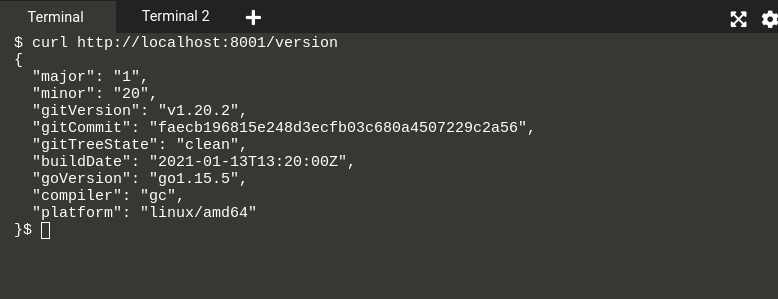 Terminal
Terminal 2
$ curl http://localhost:8001/version
{
  "major": "1",
  "minor": "20",
  "gitVersion": "v1.20.2",
  "gitCommit": "faecb196815e248d3ecfb03c680a4507229c2a56",
  "gitTreeState": "clean",
  "buildDate": "2021-01-13T13:20:00Z",
  "goVersion": "go1.15.5",
  "compiler": "gc",
  "platform": "linux/amd64"
}$